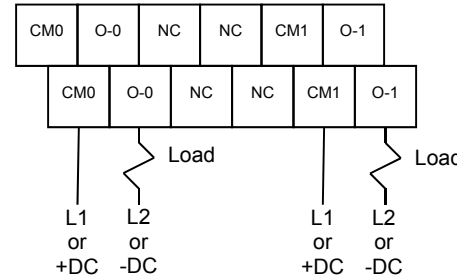 CM0 O-0 NC NC CM1 O-1
CM0 O-0 NC NC CM1 O-1
Load Load
L1 L2 L1 L2
or or or or
+DC -DC +DC -DC